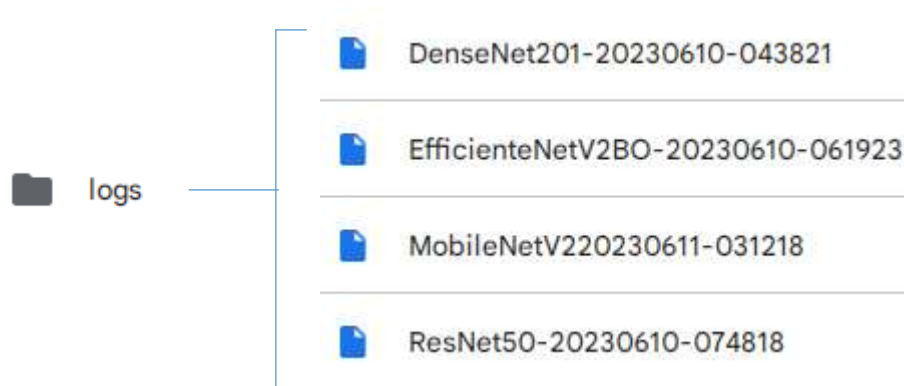 DenseNet201-20230610-043821
EfficienteNetV2BO-20230610-061923
logs
MobileNetV220230611-031218
ResNet50-20230610-074818